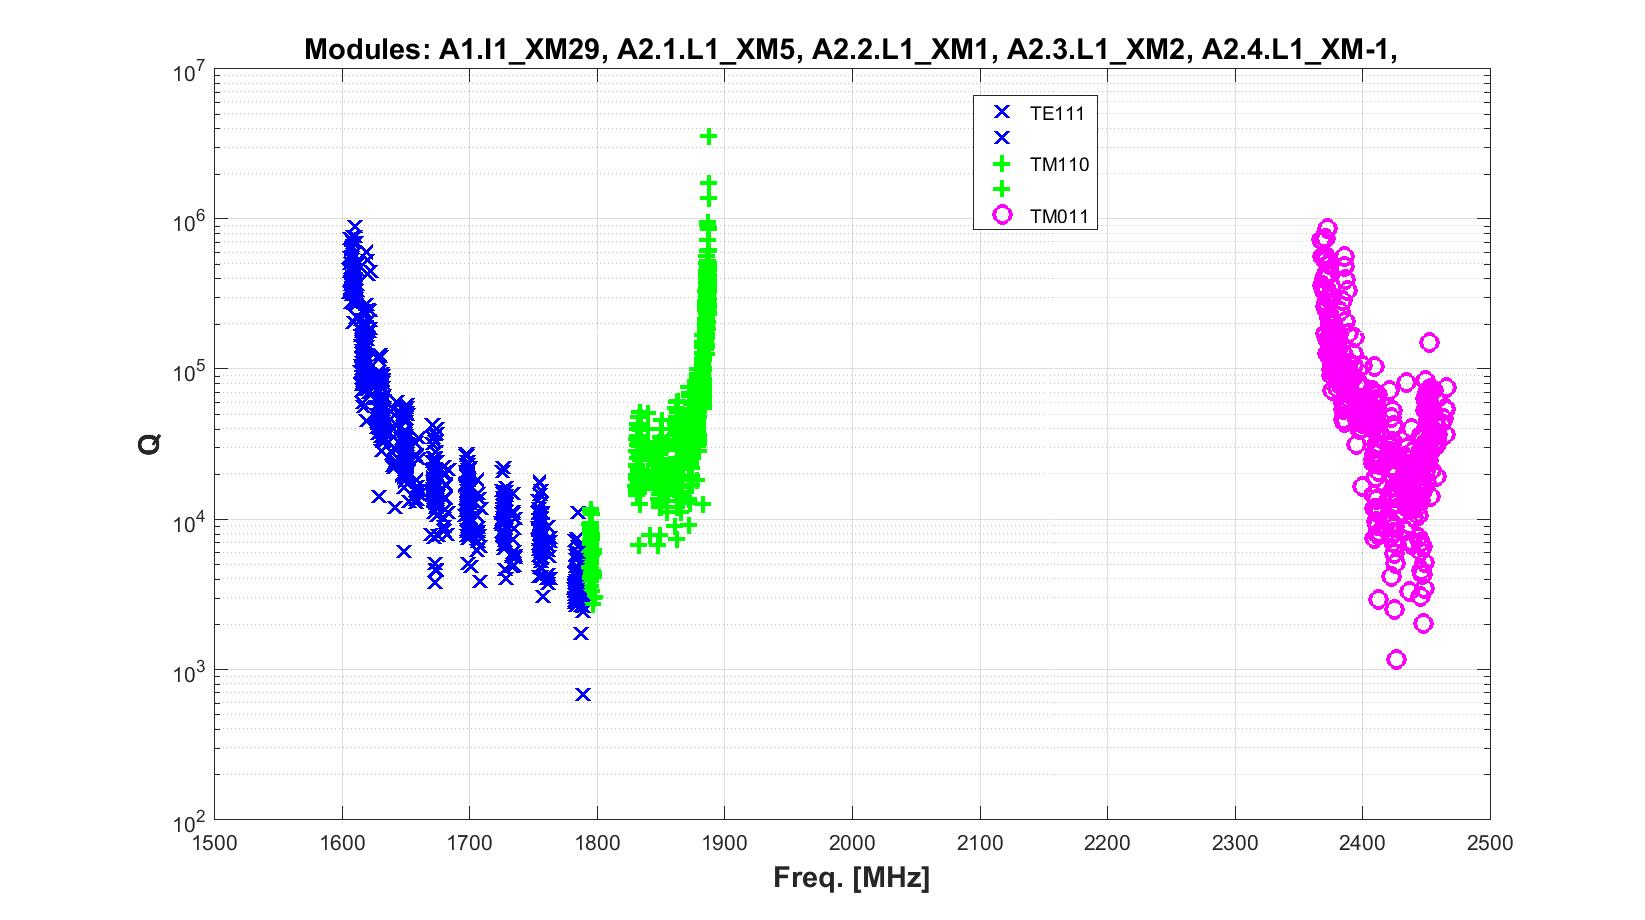 Modules: A1.I1_XM29, A2.1.L1_XM5, A2.2.L1_XM1, A2.3.L1_XM2, A2.4.L1_XM-1,
10^7
10^6
10^5
10^4
10^3
10^2
Q
TE111
TM110
TM011
1500 1600 1700 1800 1900 2000 2100 2200 2300 2400 2500
Freq. [MHz]